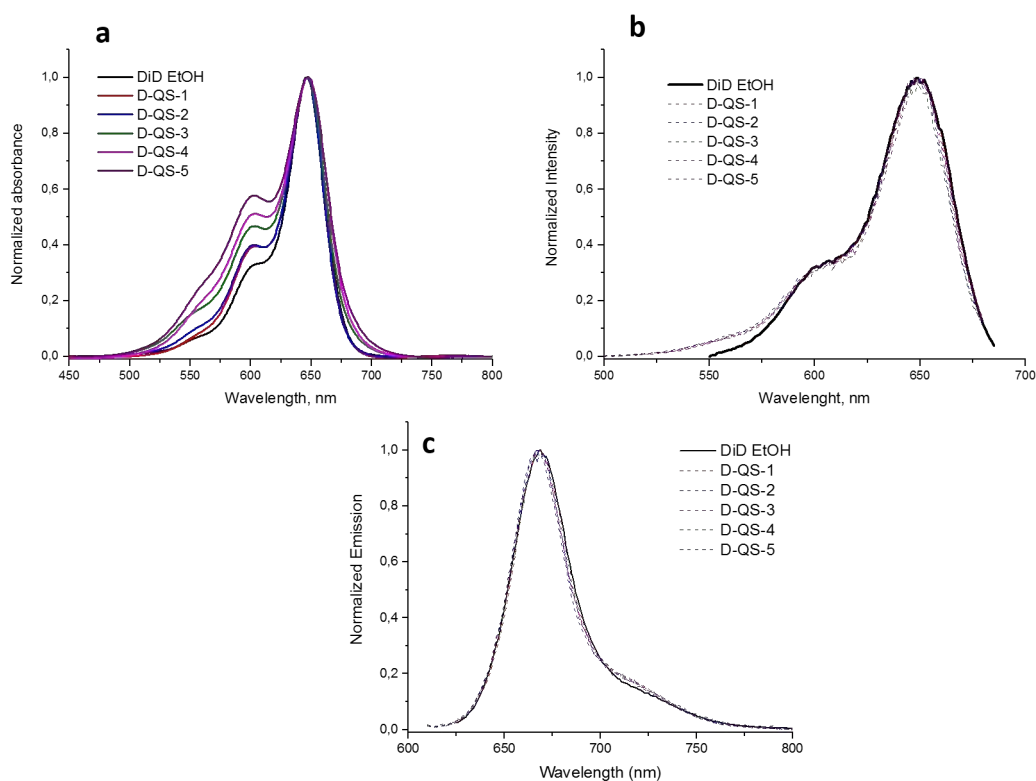 a
Normalized absorbance
1,0
0,8
0,6
0,4
0,2
0,0
DiD EtOH
D-QS-1
D-QS-2
D-QS-3
D-QS-4
D-QS-5
450 500 550 600 650 700 750 800
Wavelength, nm
b
Normalized Intensity
1,0
0,8
0,6
0,4
0,2
0,0
DiD EtOH
D-QS-1
D-QS-2
D-QS-3
D-QS-4
D-QS-5
500 550 600 650 700
Wavelenght, nm
c
Normalized Emission
1,0
0,8
0,6
0,4
0,2
0,0
DiD EtOH
D-QS-1
D-QS-2
D-QS-3
D-QS-4
D-QS-5
600 650 700 750 800
Wavelength (nm)